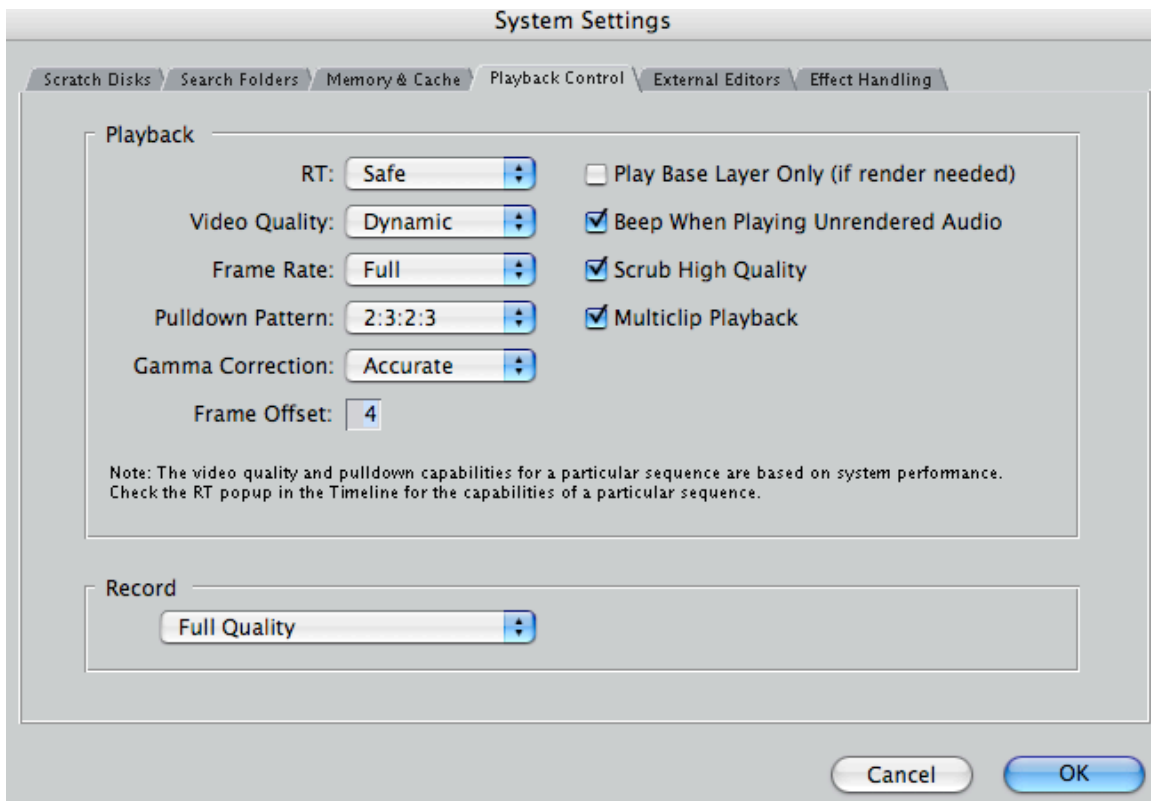 System Settings
Scratch Disks Search Folders Memory & Cache Playback Control External Editors Effect Handling
Playback
RT: Safe
Play Base Layer Only (if render needed)
Video Quality: Dynamic
Beep When Playing Unrendered Audio
Frame Rate: Full
Scrub High Quality
Pulldown Pattern: 2:3:2:3
Multiclip Playback
Gamma Correction: Accurate
Frame Offset: 4
Note: The video quality and pulldown capabilities for a particular sequence are based on system performance.
Check the RT popup in the Timeline for the capabilities of a particular sequence.
Record
Full Quality
Cancel OK